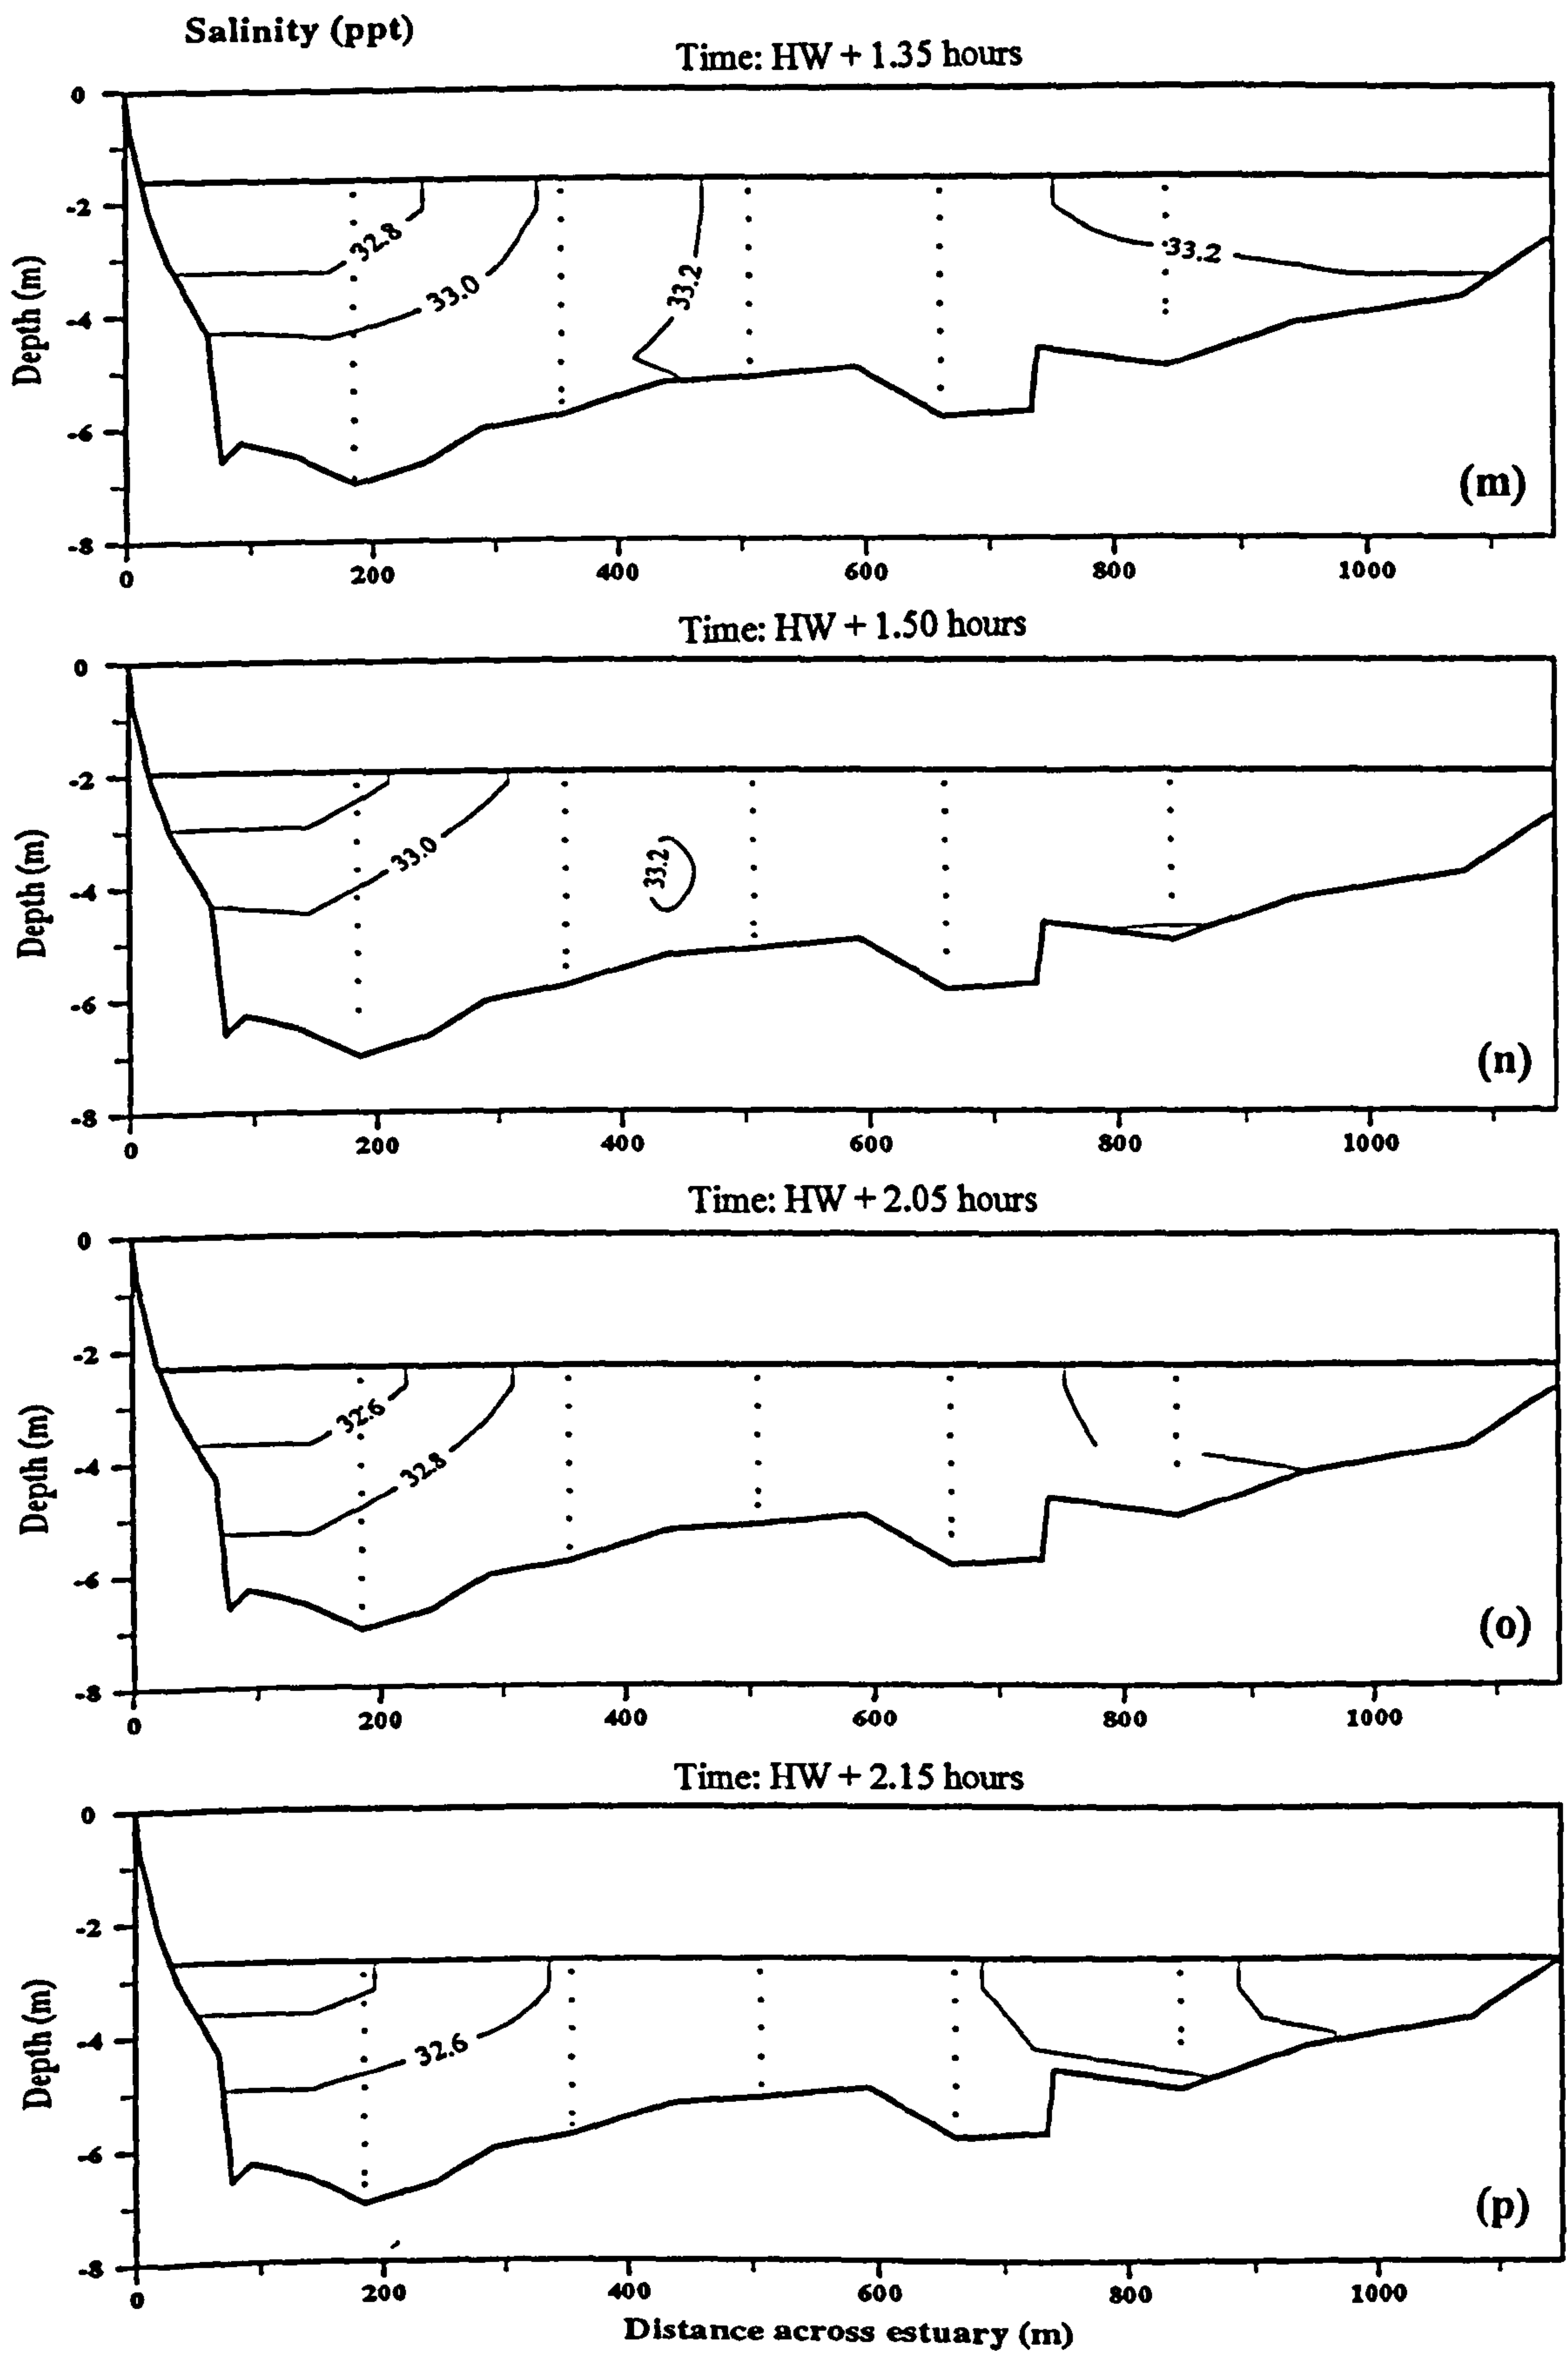 Salinity (ppt)
Time: HW + 1.35 hours
0
-2
-4
-6
-8
Depth (m)
32.8
33.0
33.2
33.2
(m)
0 200 400 600 800 1000
Time: HW + 1.50 hours
0
-2
-4
-6
-8
Depth (m)
33.0
33.2
(n)
0 200 400 600 800 1000
Time: HW + 2.05 hours
0
-2
-4
-6
-8
Depth (m)
32.6
32.8
(o)
0 200 400 600 800 1000
Time: HW + 2.15 hours
0
-2
-4
-6
-8
Depth (m)
32.6
(p)
0 200 400 600 800 1000
Distance across estuary (m)